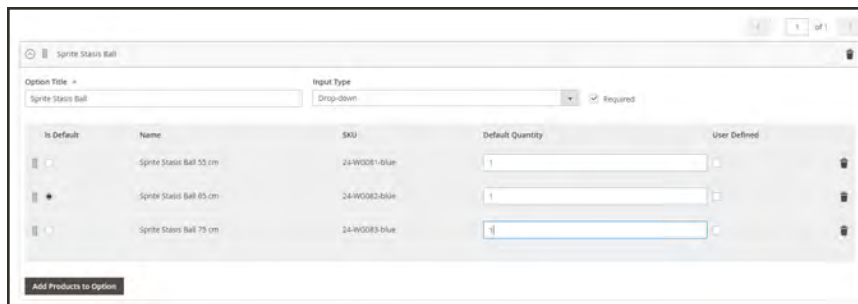 1 of 1
Sprite Stasis Ball
Option Title *
Input Type
Sprite Stasis Ball
Drop-down
Required
Is Default Name SKU Default Quantity User Defined
Sprite Stasis Ball 55 cm 24-WG081-blue 1
Sprite Stasis Ball 65 cm 24-WG082-blue 1
Sprite Stasis Ball 75 cm 24-WG083-blue 1
Add Products to Option